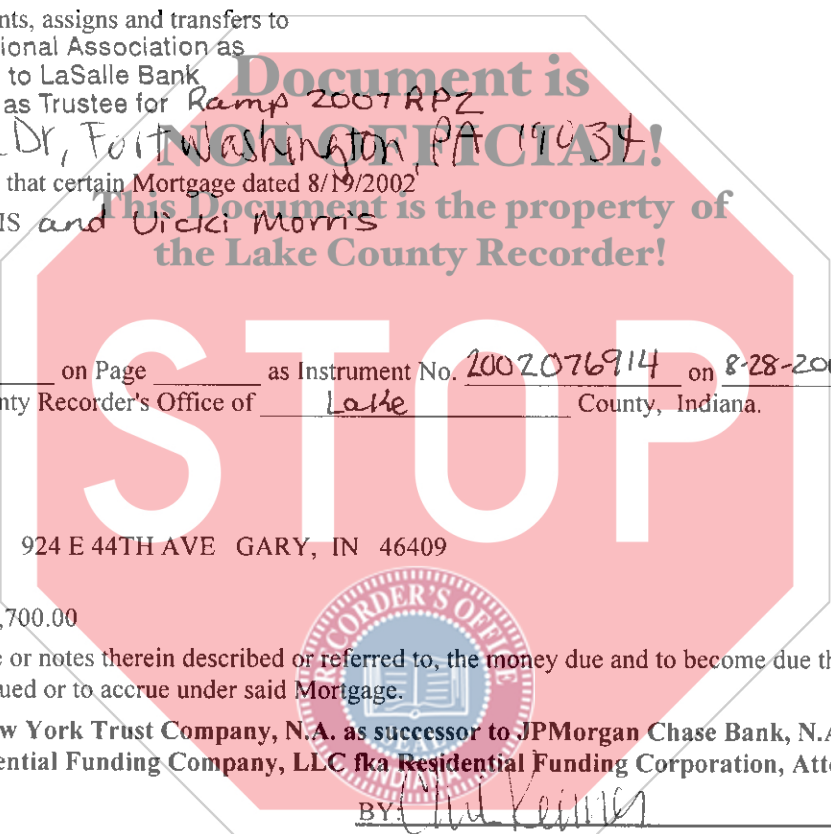 nts, assigns and transfers to
ional Association as
to LaSalle Bank
as Trustee for Ramp 2007 RPZ
Dr, Fort Washington, PA 19034
that certain Mortgage dated 8/19/2002
IS and Vicki Morris
Document is
NOT OFFICIAL!
This Document is the property of
the Lake County Recorder!
STOP
on Page as Instrument No. 2002076914 on 8-28-200
nty Recorder's Office of Lake County, Indiana.
924 E 44TH AVE GARY, IN 46409
,700.00
e or notes therein described or referred to, the money due and to become due th
ued or to accrue under said Mortgage.
w York Trust Company, N.A. as successor to JPMorgan Chase Bank, N.A
ential Funding Company, LLC fka Residential Funding Corporation, Atto
BY:
RECORDER'S OFFICE
SEAL
INDIANA